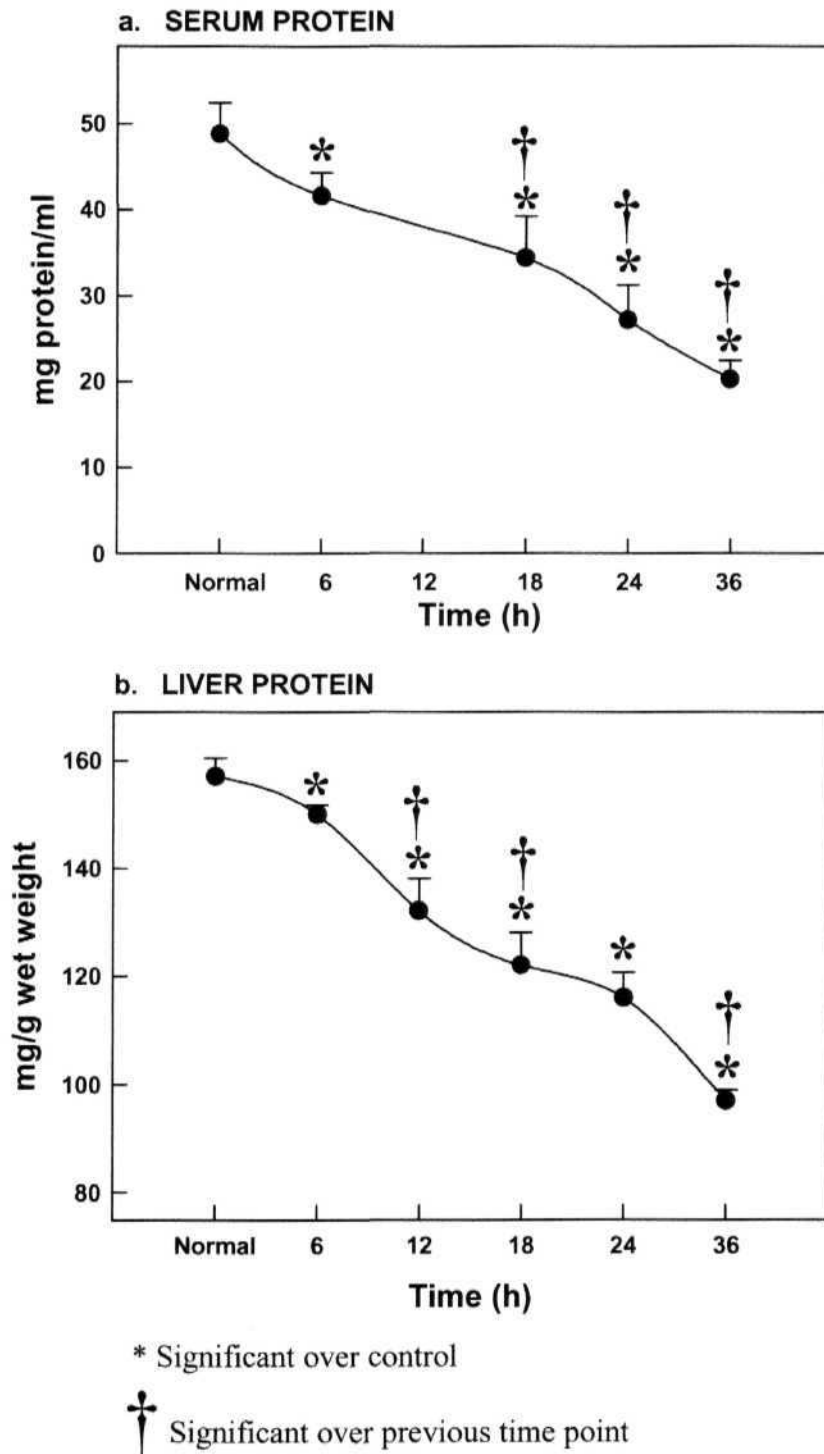 a. SERUM PROTEIN
mg protein/ml
50
40
30
20
10
0
* † * † * † *
Normal 6 12 18 24 36
Time (h)
b. LIVER PROTEIN
mg/g wet weight
160
140
120
100
80
* † * † * * † *
Normal 6 12 18 24 36
Time (h)
* Significant over control
† Significant over previous time point